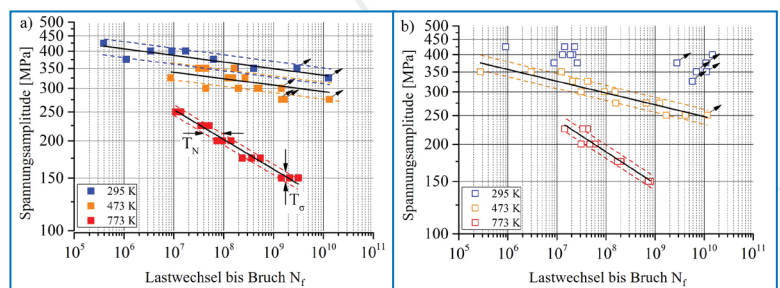 a)
Spannungsamplitude [MPa]
500
450
400
350
300
250
200
150
100
T_N
T_σ
295 K
473 K
773 K
10^5 10^6 10^7 10^8 10^9 10^10 10^11
Lastwechsel bis Bruch N_f
b)
Spannungsamplitude [MPa]
500
450
400
350
300
250
200
150
100
295 K
473 K
773 K
10^5 10^6 10^7 10^8 10^9 10^10 10^11
Lastwechsel bis Bruch N_f